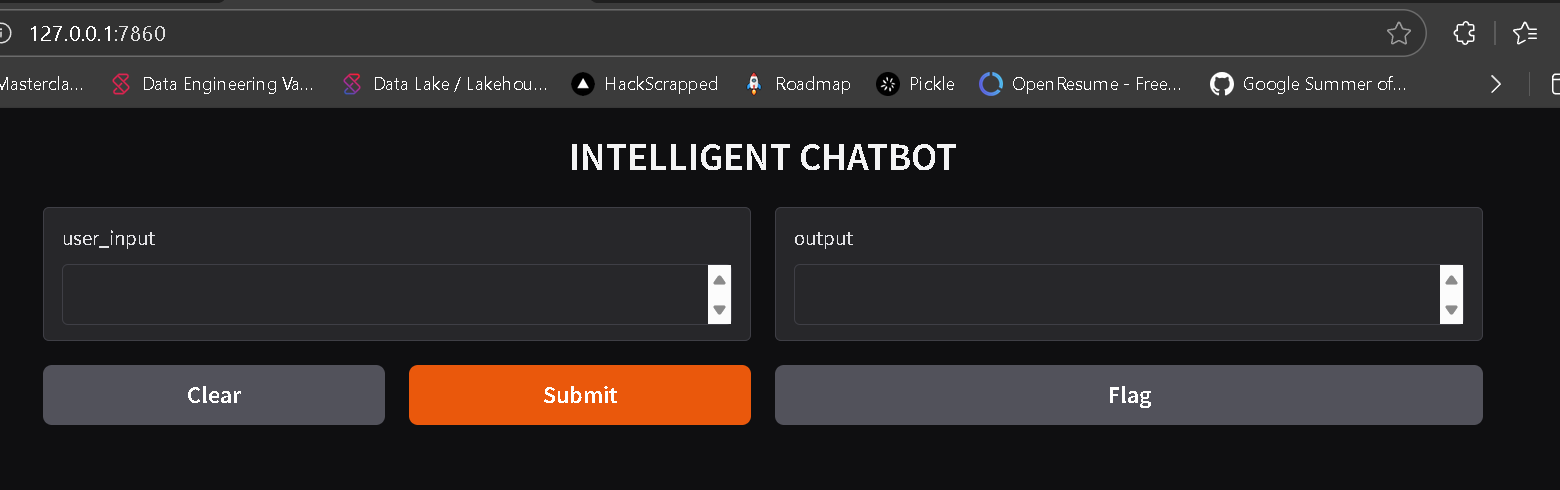 127.0.0.1:7860
Mastercla... Data Engineering Va... Data Lake / Lakehou... HackScrapped Roadmap Pickle OpenResume - Free... Google Summer of...
INTELLIGENT CHATBOT
user_input output
Clear Submit Flag